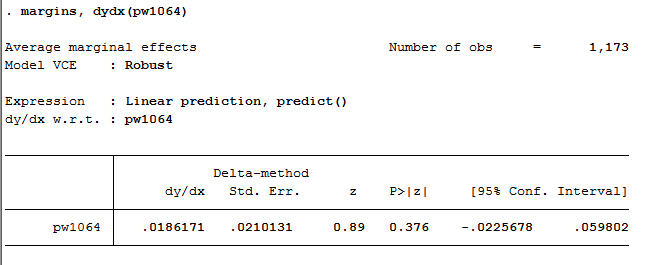 . margins, dydx(pw1064)
Average marginal effects Number of obs = 1,173
Model VCE : Robust
Expression : Linear prediction, predict()
dy/dx w.r.t. : pw1064
Delta-method
dy/dx Std. Err. z P>|z| [95% Conf. Interval]
pw1064 .0186171 .0210131 0.89 0.376 -.0225678 .059802